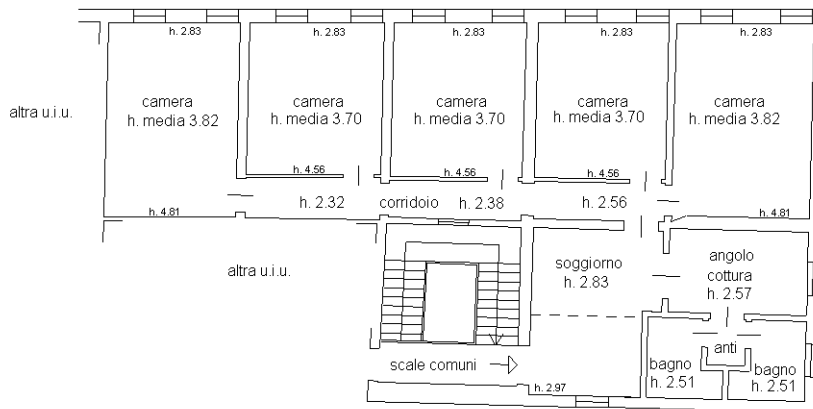 h. 2.83
h. 2.83
h. 2.83
h. 2.83
h. 2.83
altra u.i.u.
camera
h. media 3.82
camera
h. media 3.70
camera
h. media 3.70
camera
h. media 3.70
camera
h. media 3.82
h. 4.56
h. 4.56
h. 4.56
h. 4.81
h. 2.32
corridoio
h. 2.38
h. 2.56
h. 4.81
altra u.i.u.
soggiorno
h. 2.83
angolo
cottura
h. 2.57
anti
scale comuni
bagno
h. 2.51
bagno
h. 2.51
h. 2.97